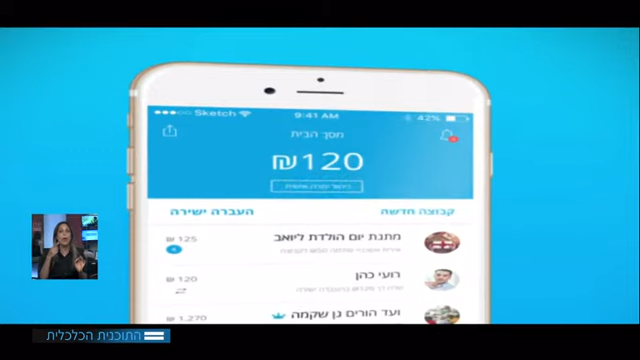 Sketch
9:41 AM
42%
מסך הבית
₪120
קבוצה חדשה
העברה ישירה
מתנת יום הולדת ליואב
₪ 125
רועי כהן
₪ 120
ועד הורים גן שקמה
₪ 1,270
התוכנית הכלכלית